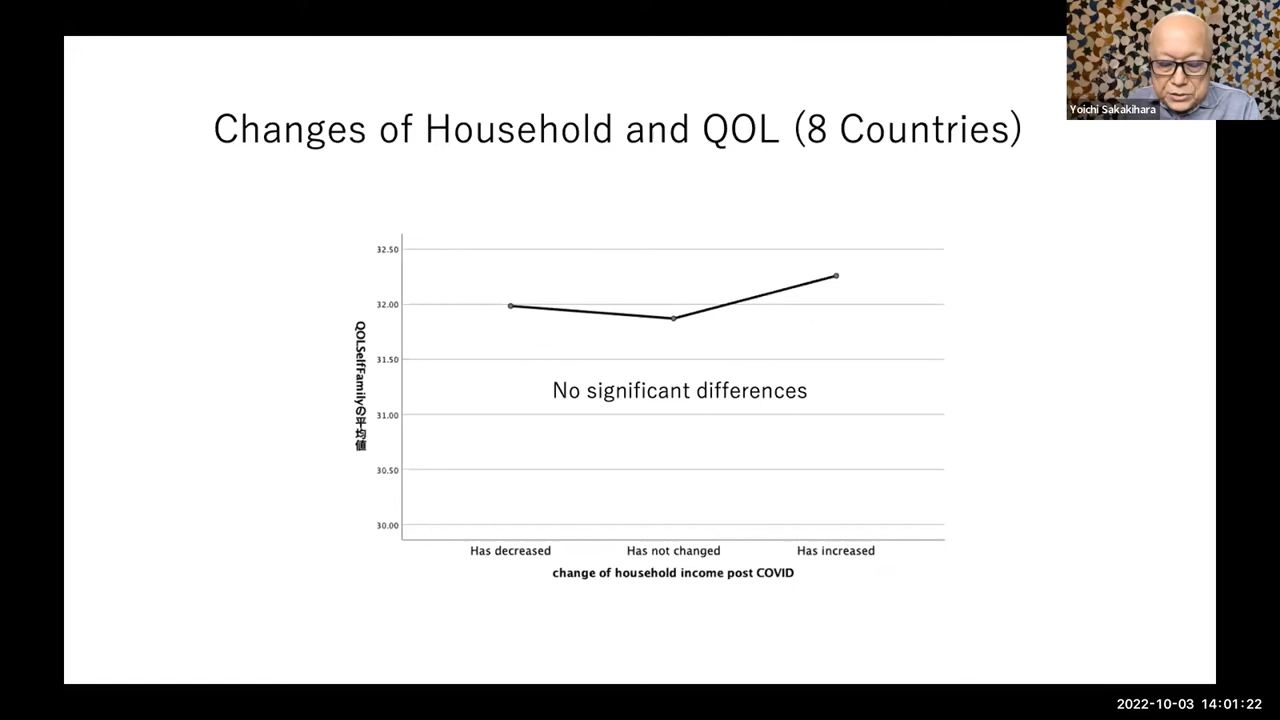 Yoichi Sakakihara
Changes of Household and QOL (8 Countries)
32.50
32.00
31.50
31.00
30.50
30.00
QOLSelfFamilyの平均値
No significant differences
Has decreased
Has not changed
Has increased
change of household income post COVID
2022-10-03 14:01:22